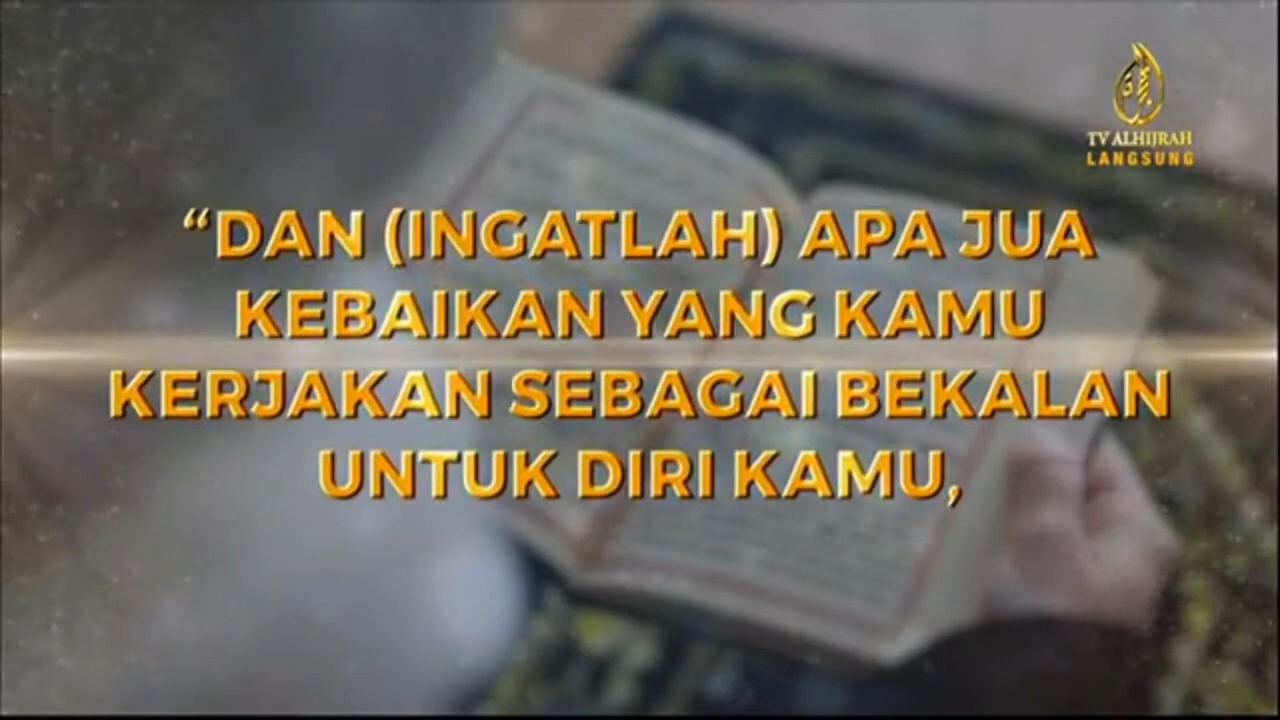 TV ALHIJRAH
LANGSUNG
“DAN (INGATLAH) APA JUA
KEBAIKAN YANG KAMU
KERJAKAN SEBAGAI BEKALAN
UNTUK DIRI KAMU,